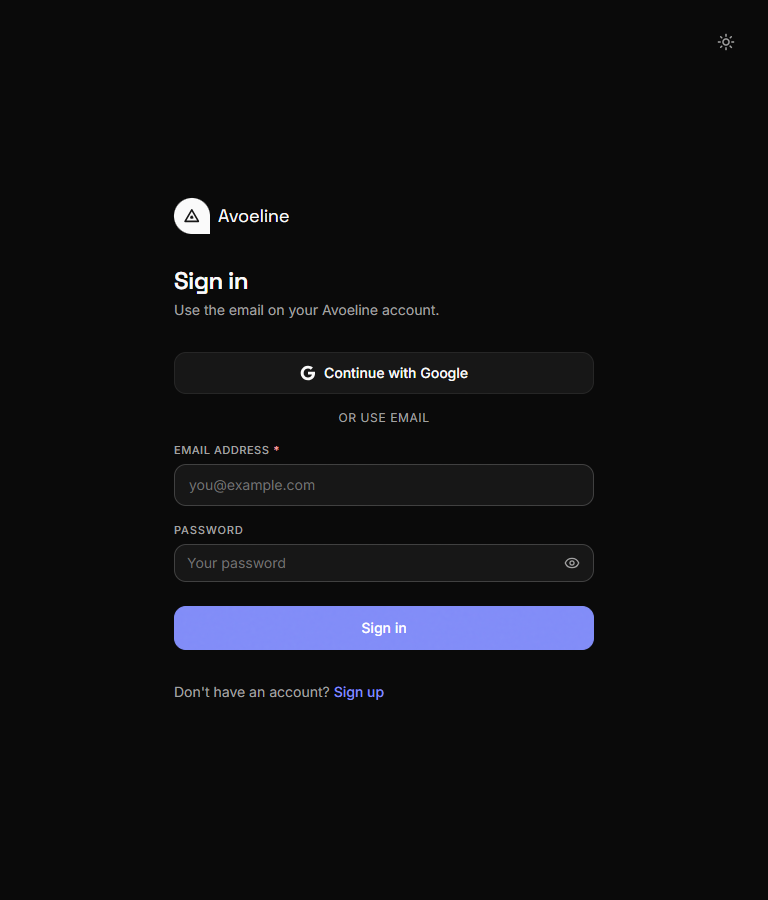 Avoeline
Sign in
Use the email on your Avoeline account.
Continue with Google
OR USE EMAIL
EMAIL ADDRESS *
you@example.com
PASSWORD
Your password
Sign in
Don't have an account? Sign up